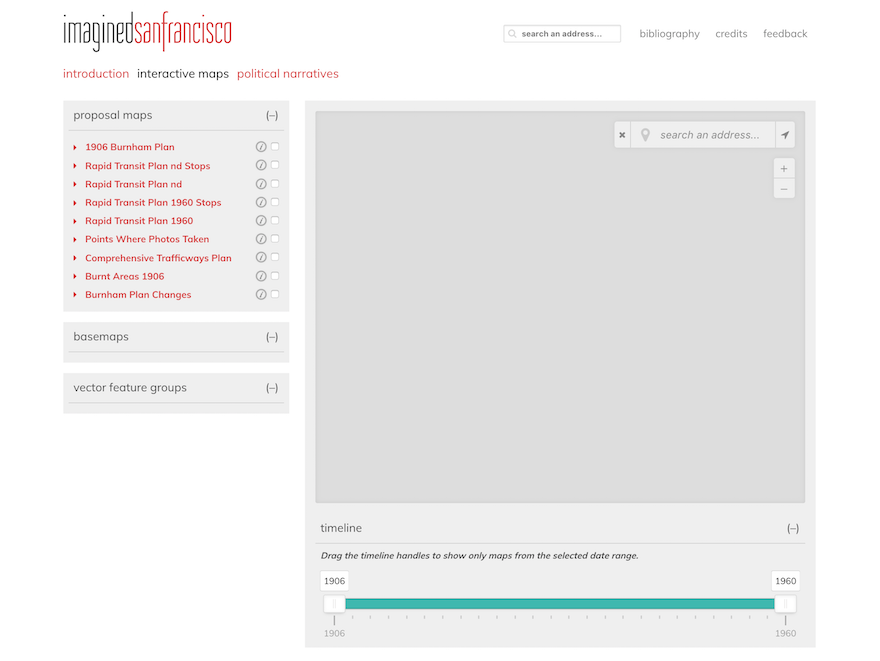 imaginedsanfrancisco
search an address...
bibliography credits feedback
introduction interactive maps political narratives
proposal maps (–)
1906 Burnham Plan
Rapid Transit Plan nd Stops
Rapid Transit Plan nd
Rapid Transit Plan 1960 Stops
Rapid Transit Plan 1960
Points Where Photos Taken
Comprehensive Trafficways Plan
Burnt Areas 1906
Burnham Plan Changes
basemaps (–)
vector feature groups (–)
search an address...
+
–
timeline (–)
Drag the timeline handles to show only maps from the selected date range.
1906 1960
1906 1960